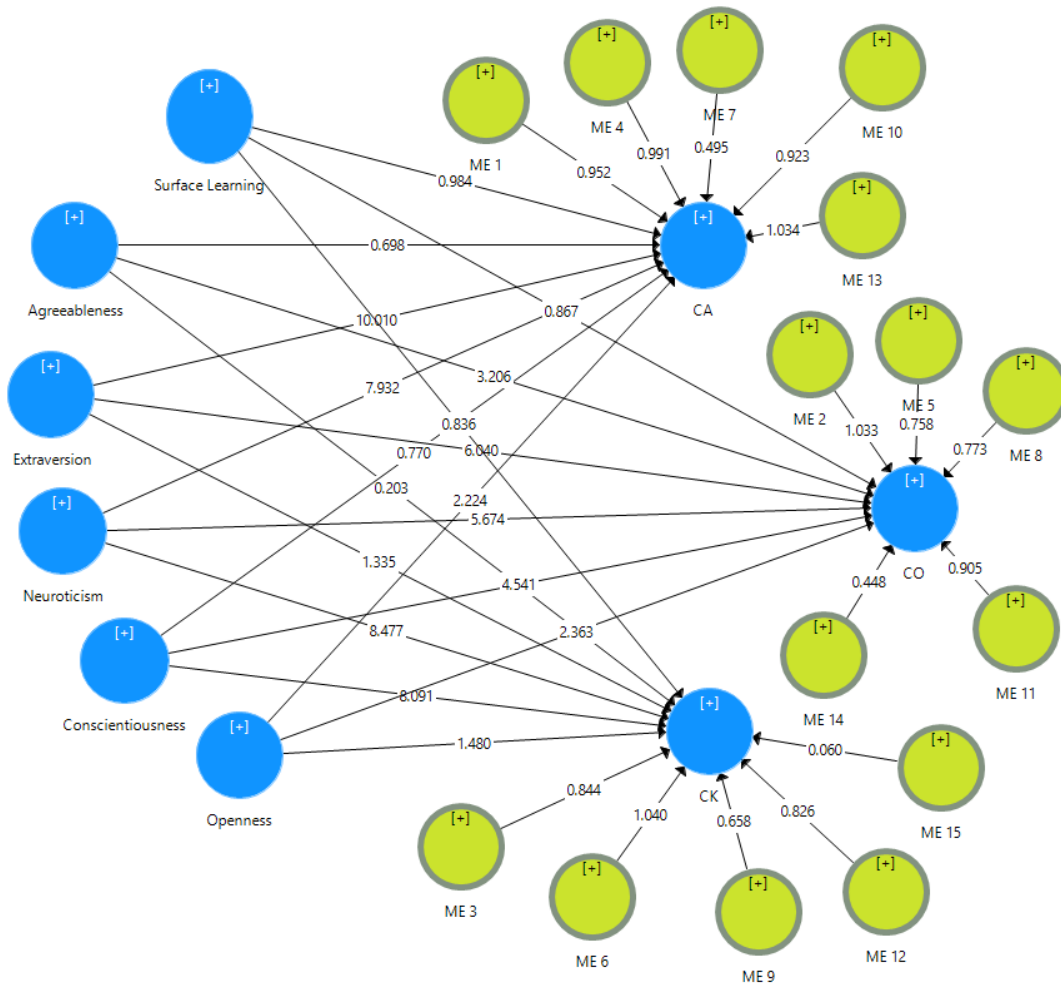 [+]
[+]
[+]
[+]
[+]
ME 7
ME 4
ME 10
ME 1
Surface Learning
0.495
0.991
0.923
0.952
0.984
[+]
[+]
[+]
1.034
0.698
ME 13
Agreeableness
CA
10.010
0.867
[+]
[+]
[+]
[+]
3.206
7.932
ME 5
ME 2
0.836
0.758
1.033
ME 8
0.773
Extraversion
0.770
6.040
[+]
0.203
[+]
2.224
5.674
1.335
CO
0.905
4.541
0.448
Neuroticism
[+]
[+]
[+]
8.477
2.363
8.091
ME 11
[+]
[+]
ME 14
Conscientiousness
1.480
0.060
[+]
0.844
CK
Openness
1.040
0.658
0.826
[+]
ME 15
[+]
[+]
[+]
ME 3
ME 6
ME 9
ME 12